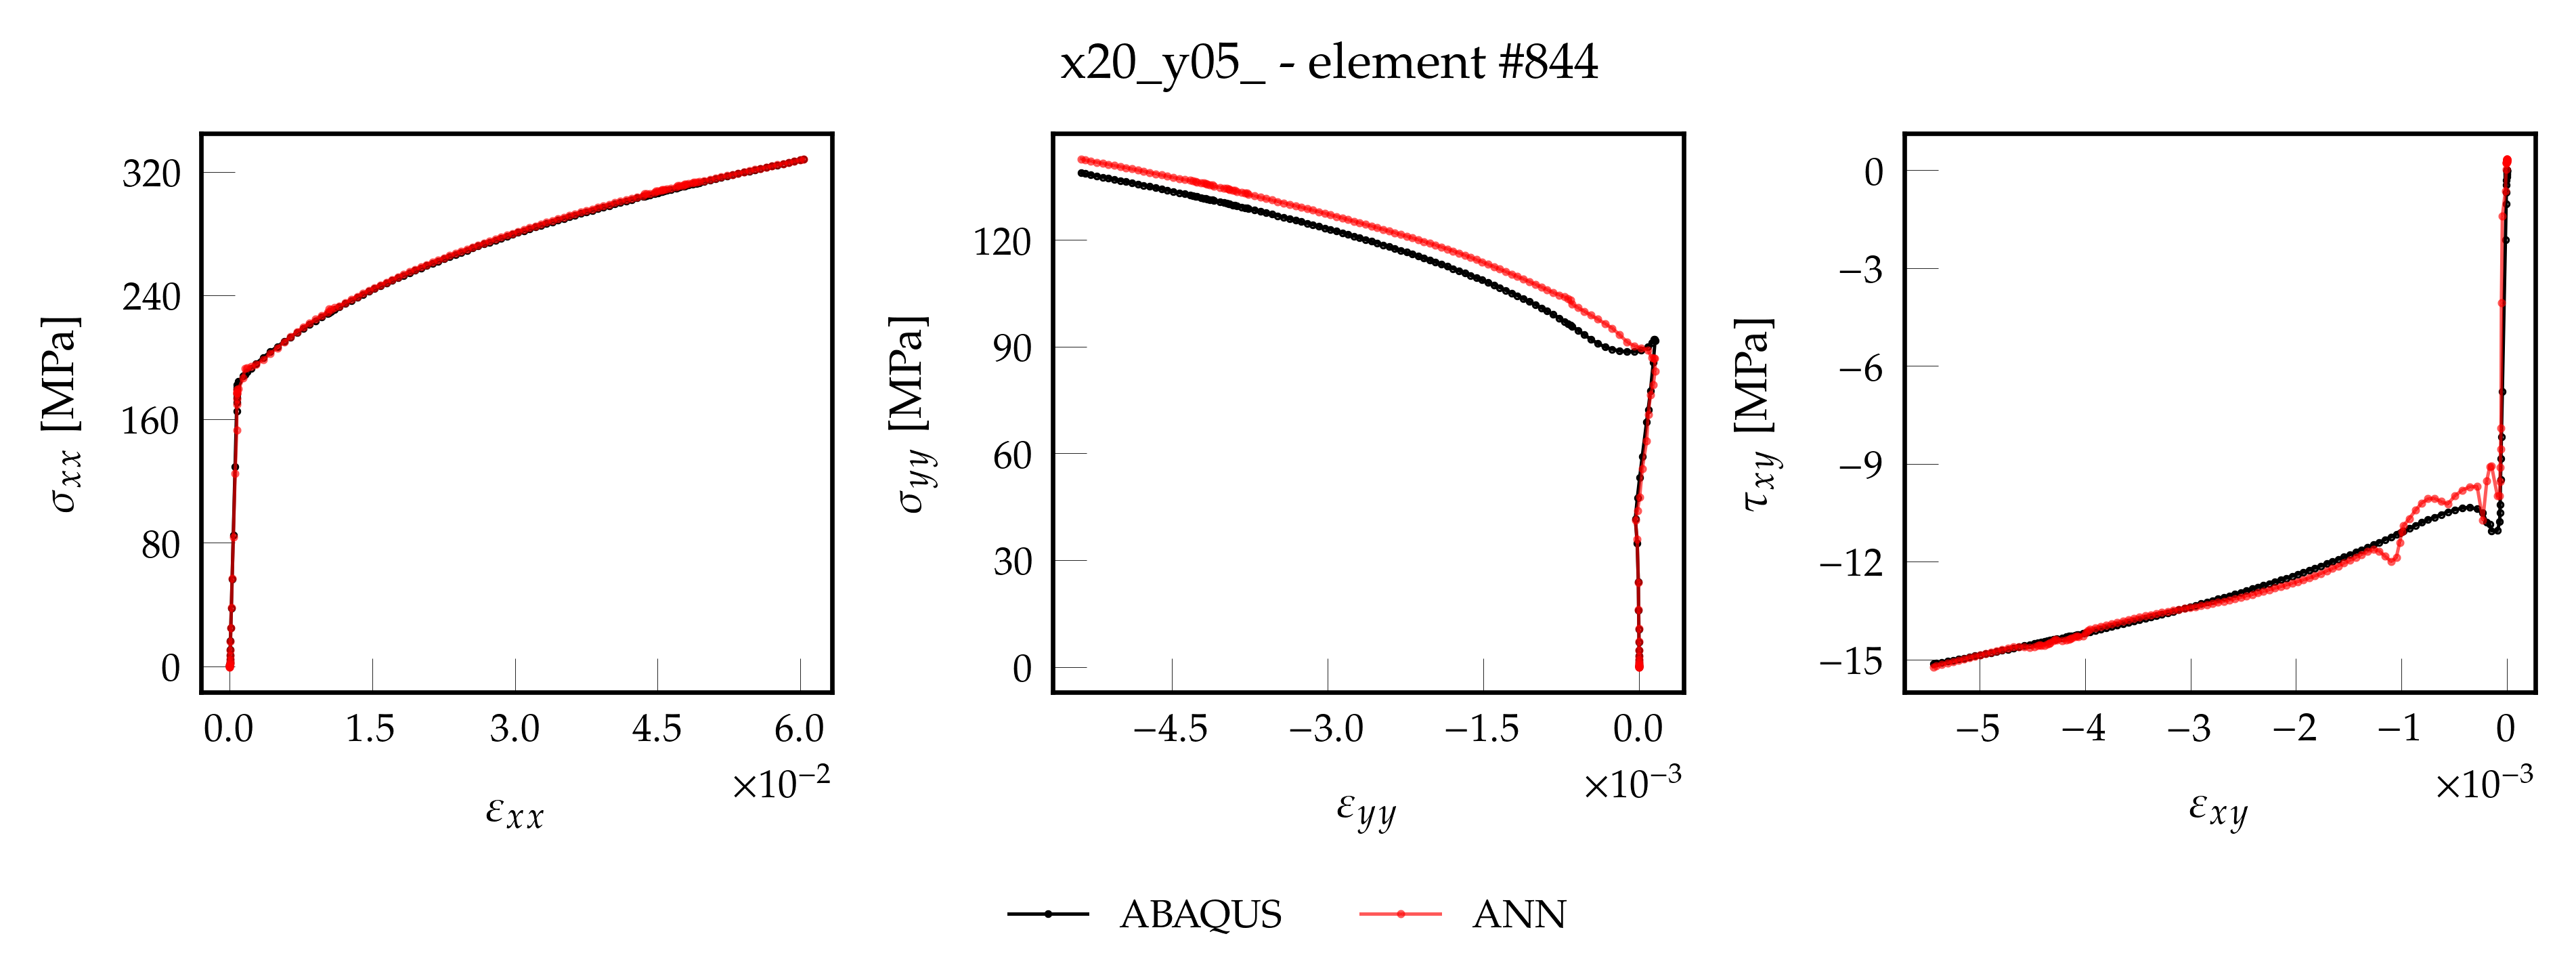 x20_y05_ - element #844
σxx [MPa]
320
240
160
80
0
0.0 1.5 3.0 4.5 6.0
×10−2
εxx
σyy [MPa]
120
90
60
30
0
−4.5 −3.0 −1.5 0.0
×10−3
εyy
τxy [MPa]
0
−3
−6
−9
−12
−15
−5 −4 −3 −2 −1 0
×10−3
εxy
ABAQUS ANN